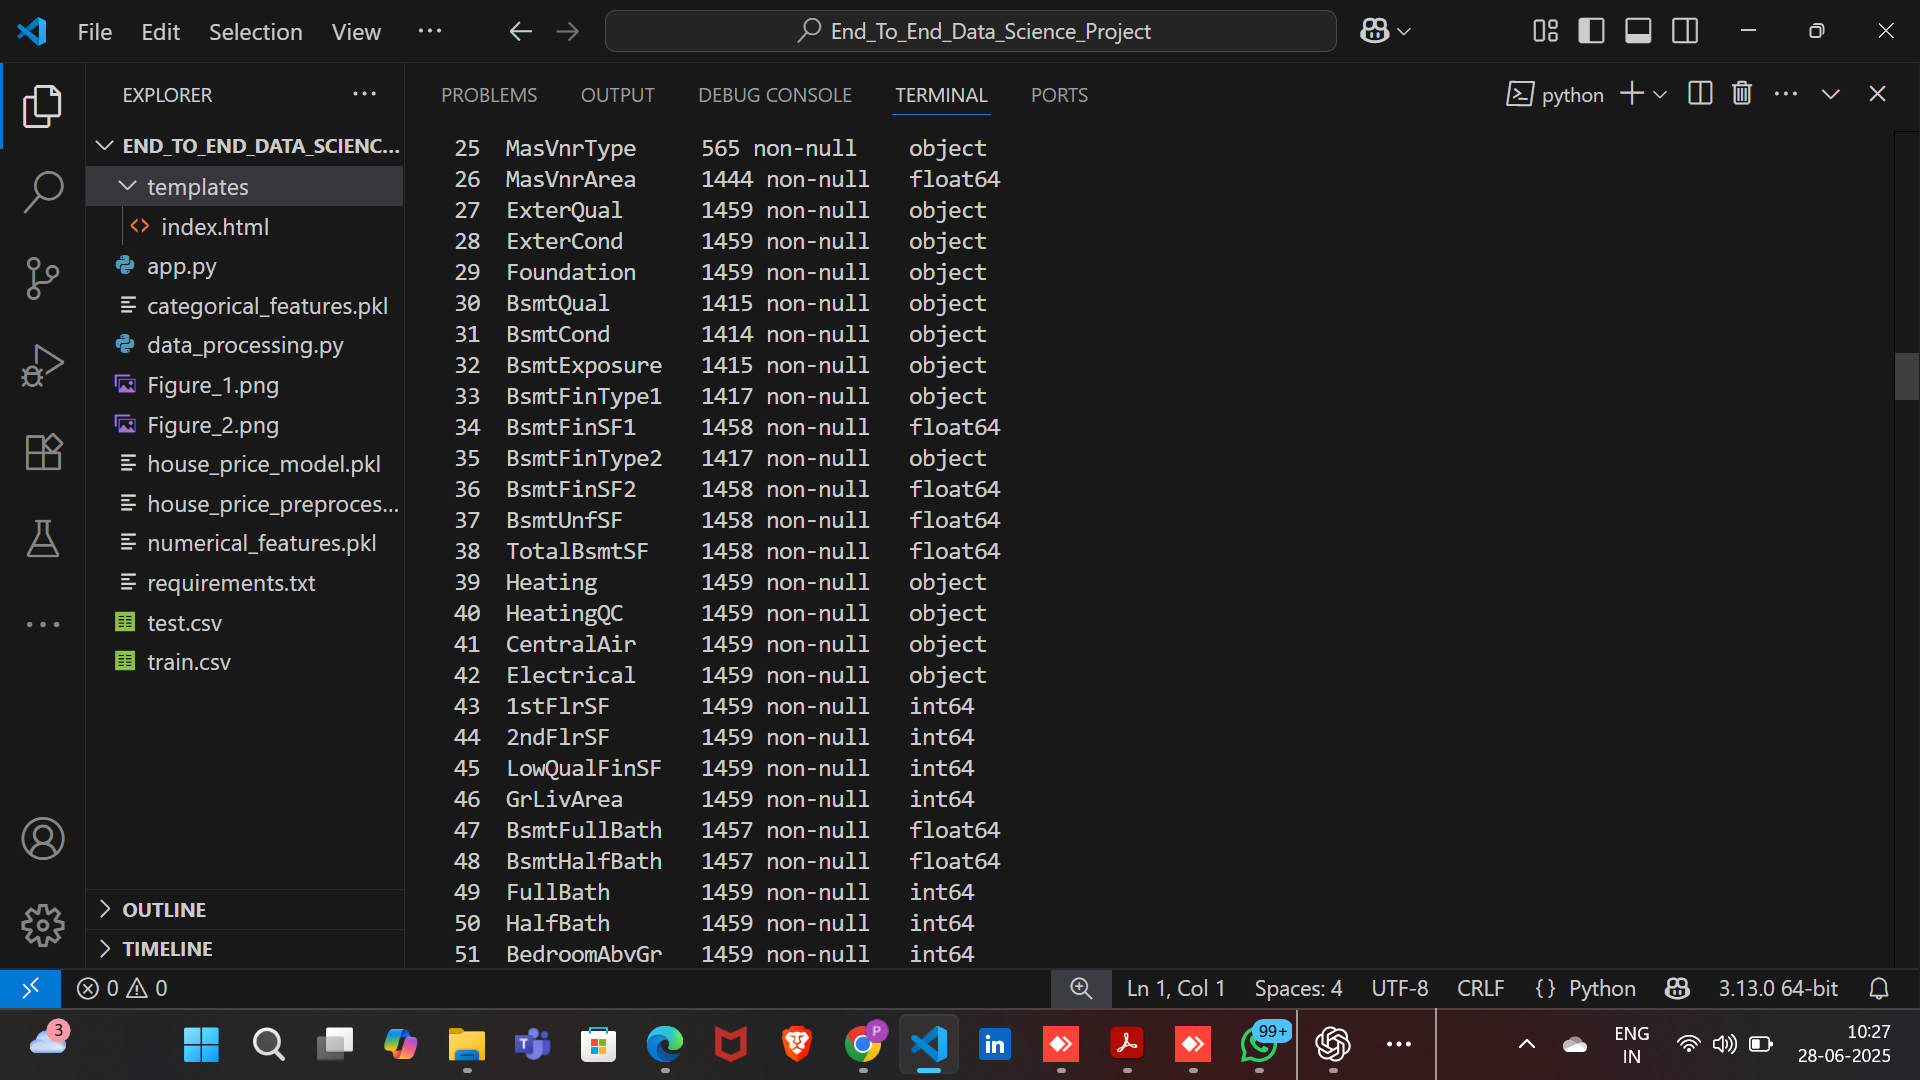 File Edit Selection View ...
End_To_End_Data_Science_Project
EXPLORER ...
END_TO_END_DATA_SCIENC...
templates
index.html
app.py
categorical_features.pkl
data_processing.py
Figure_1.png
Figure_2.png
house_price_model.pkl
house_price_preproces...
numerical_features.pkl
requirements.txt
test.csv
train.csv
OUTLINE
TIMELINE
PROBLEMS OUTPUT DEBUG CONSOLE TERMINAL PORTS
python
25 MasVnrType 565 non-null object
26 MasVnrArea 1444 non-null float64
27 ExterQual 1459 non-null object
28 ExterCond 1459 non-null object
29 Foundation 1459 non-null object
30 BsmtQual 1415 non-null object
31 BsmtCond 1414 non-null object
32 BsmtExposure 1415 non-null object
33 BsmtFinType1 1417 non-null object
34 BsmtFinSF1 1458 non-null float64
35 BsmtFinType2 1417 non-null object
36 BsmtFinSF2 1458 non-null float64
37 BsmtUnfSF 1458 non-null float64
38 TotalBsmtSF 1458 non-null float64
39 Heating 1459 non-null object
40 HeatingQC 1459 non-null object
41 CentralAir 1459 non-null object
42 Electrical 1459 non-null object
43 1stFlrSF 1459 non-null int64
44 2ndFlrSF 1459 non-null int64
45 LowQualFinSF 1459 non-null int64
46 GrLivArea 1459 non-null int64
47 BsmtFullBath 1457 non-null float64
48 BsmtHalfBath 1457 non-null float64
49 FullBath 1459 non-null int64
50 HalfBath 1459 non-null int64
51 BedroomAbvGr 1459 non-null int64
0 0
Ln 1, Col 1 Spaces: 4 UTF-8 CRLF {} Python 3.13.0 64-bit
3
P
in
99+
ENG
IN
10:27
28-06-2025